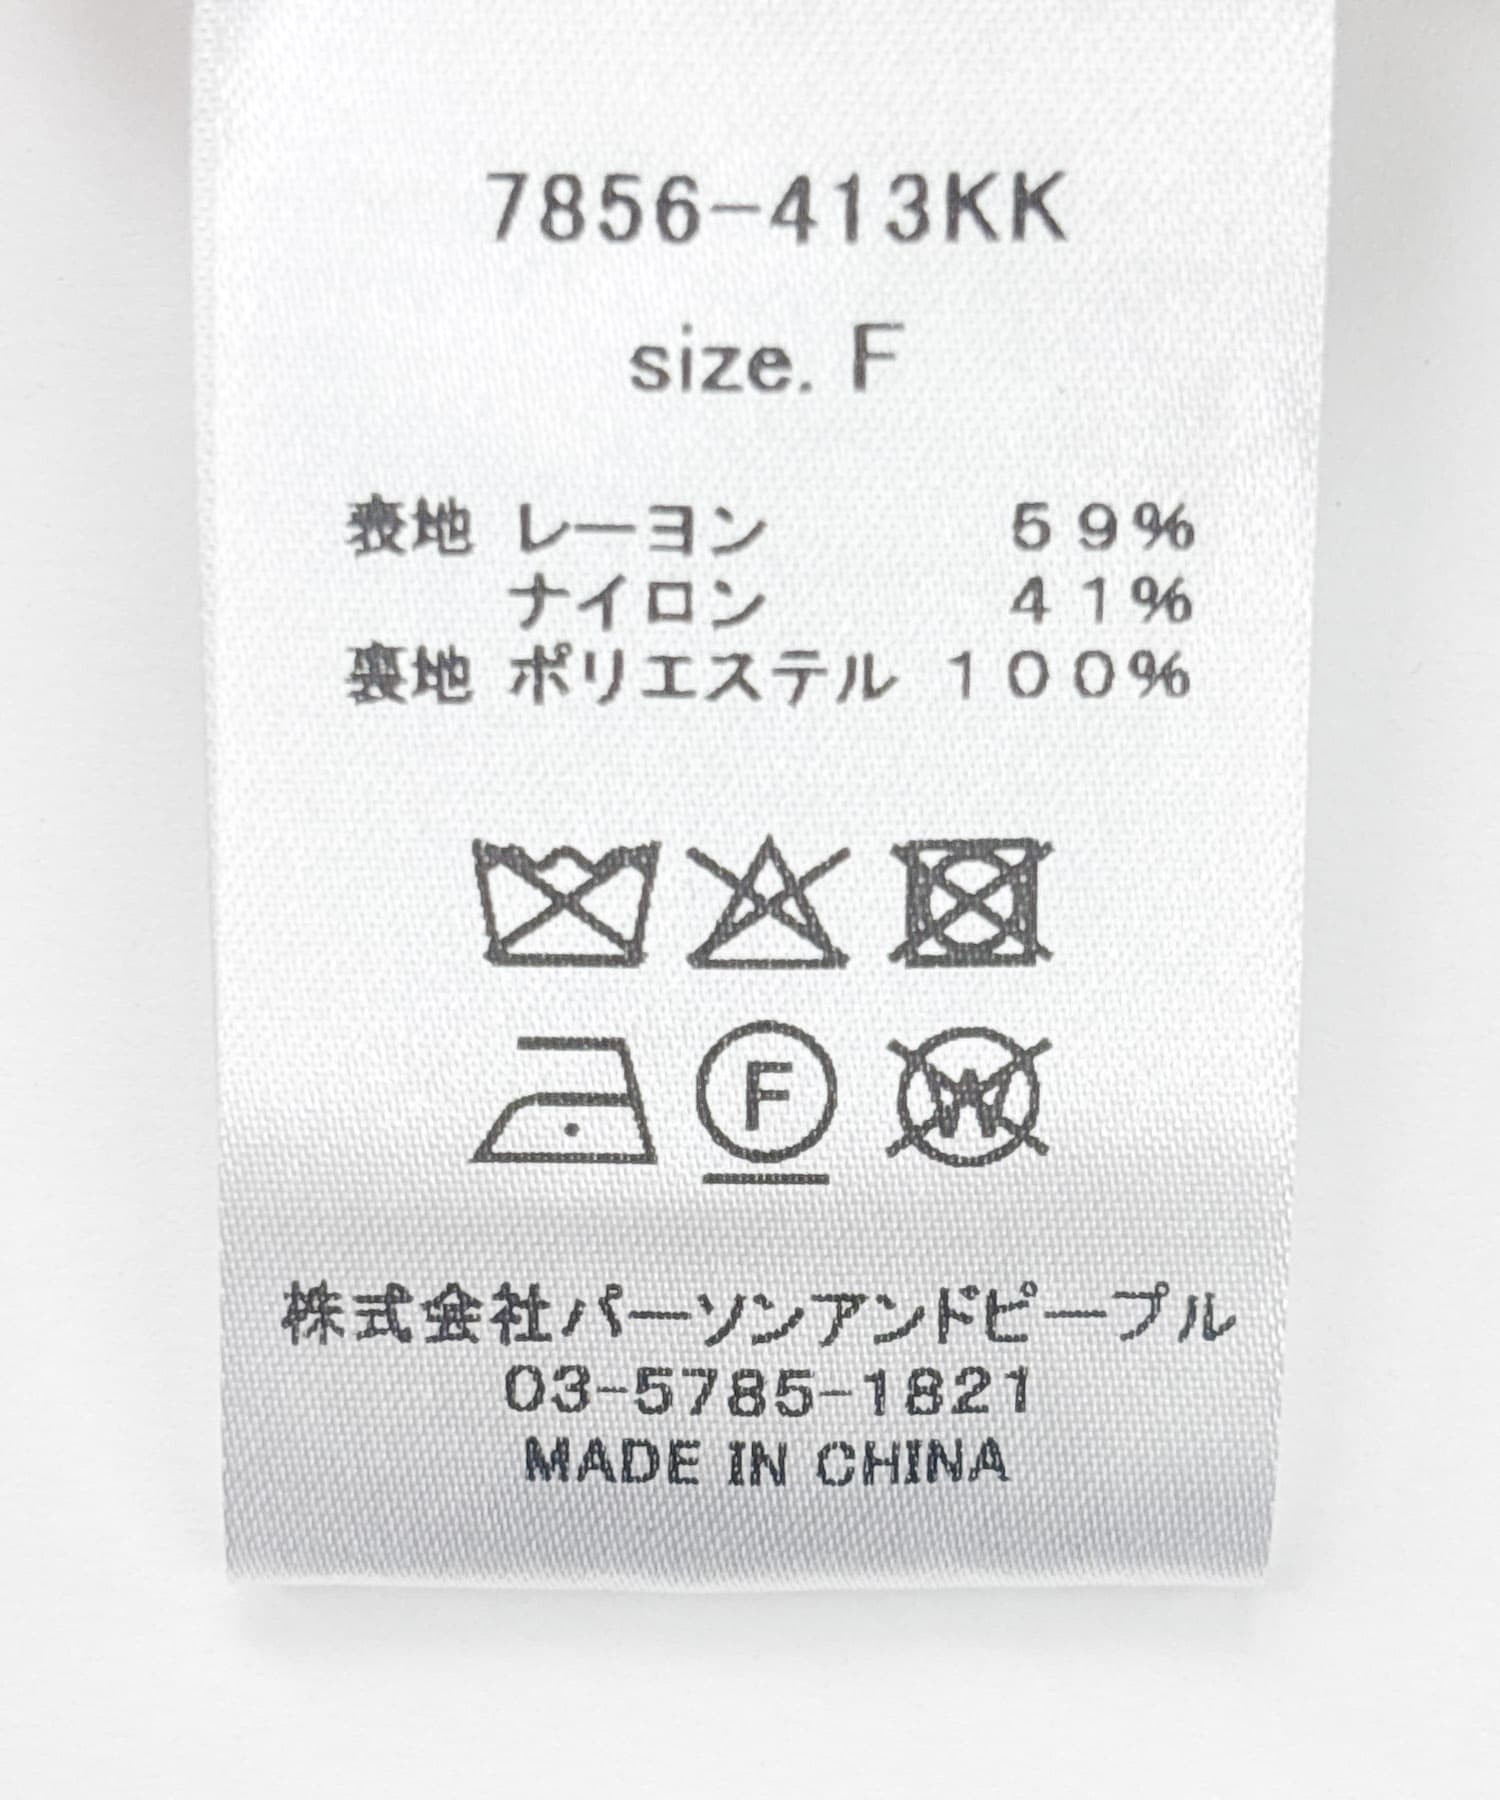 7856-413KK
size. F
表地 レーヨン 59%
ナイロン 41%
裏地 ポリエステル 100%
F
W
株式会社パーソンアンドピープル
03-5785-1821
MADE IN CHINA